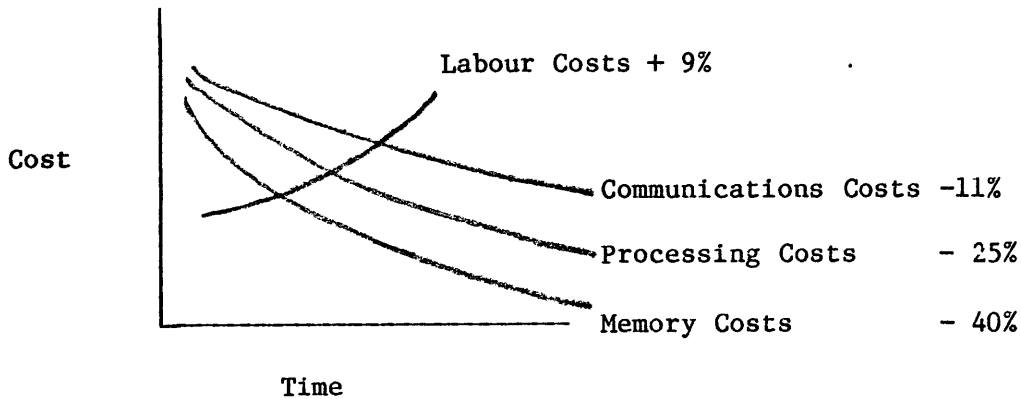 Labour Costs + 9%
Cost
Communications Costs -11%
Processing Costs - 25%
Memory Costs - 40%
Time